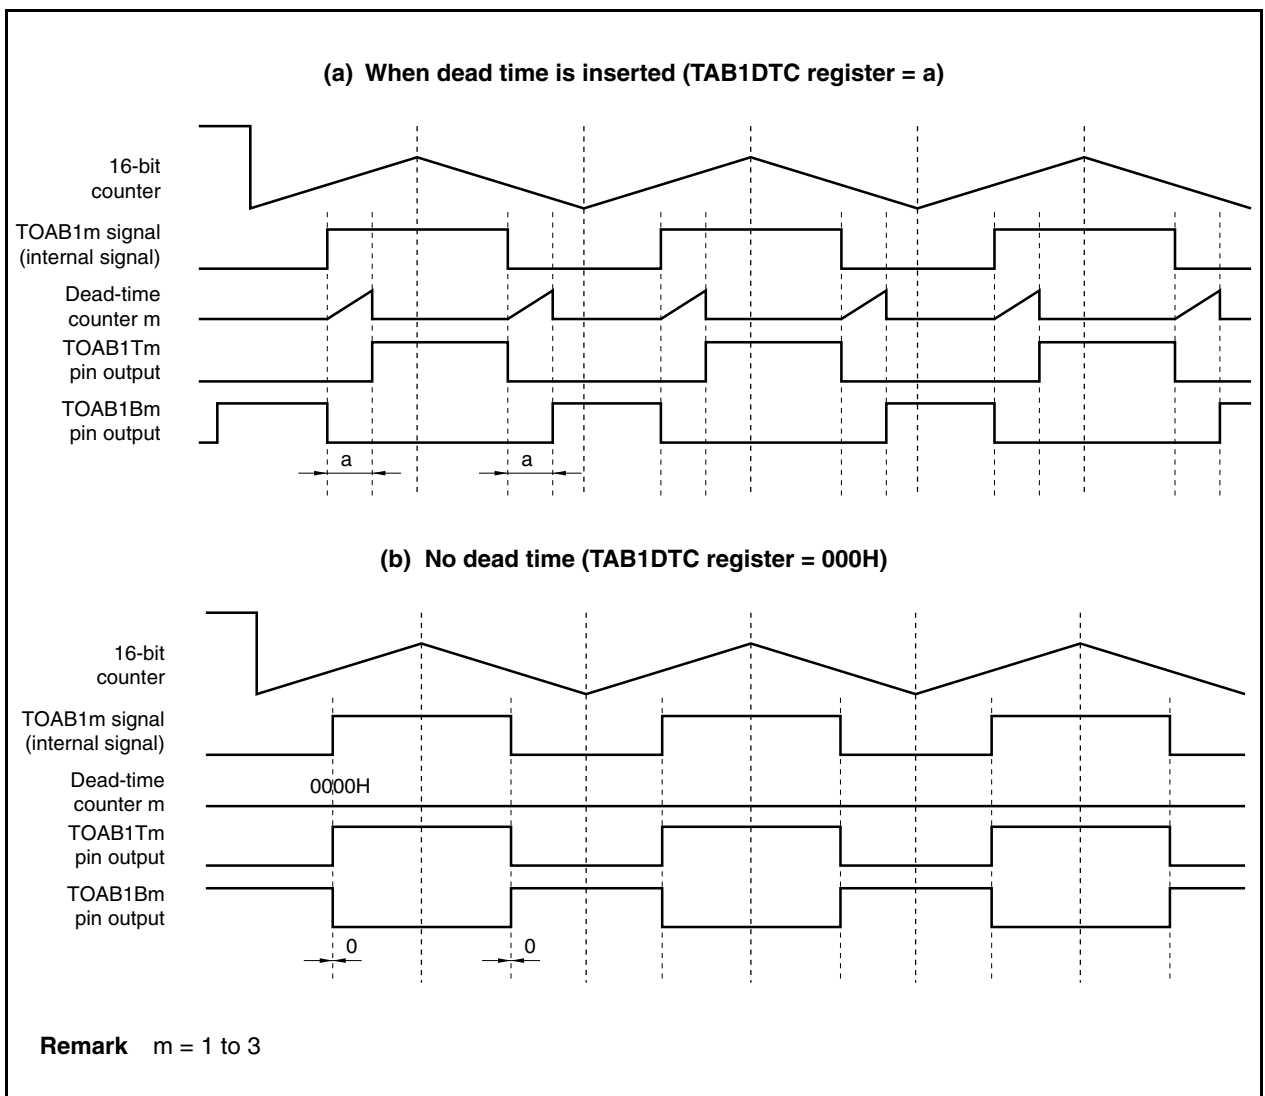 (a) When dead time is inserted (TAB1DTC register = a)
16-bit
counter
TOAB1m signal
(internal signal)
Dead-time
counter m
TOAB1Tm
pin output
TOAB1Bm
pin output
a
a
(b) No dead time (TAB1DTC register = 000H)
16-bit
counter
TOAB1m signal
(internal signal)
Dead-time
counter m
0000H
TOAB1Tm
pin output
TOAB1Bm
pin output
0
0
Remark m = 1 to 3